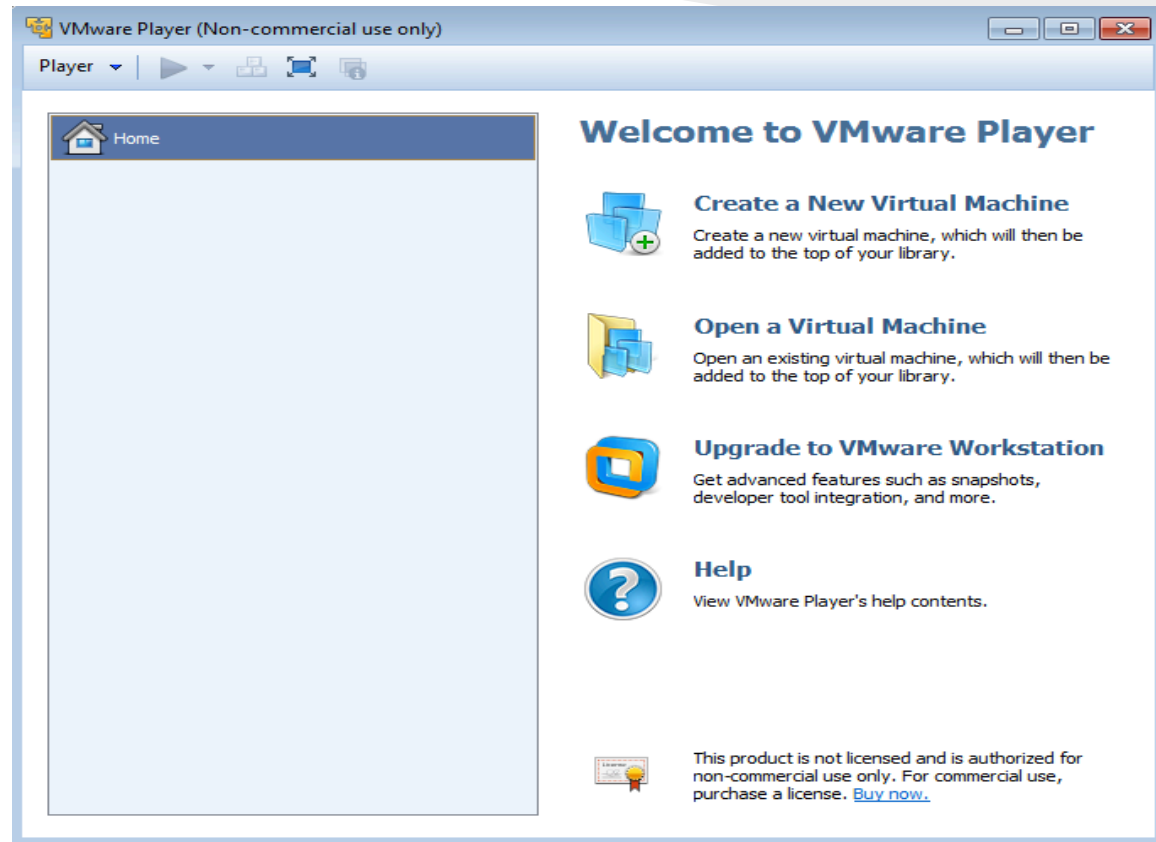 VMware Player (Non-commercial use only)
Player
Home
Welcome to VMware Player
Create a New Virtual Machine
Create a new virtual machine, which will then be
added to the top of your library.
Open a Virtual Machine
Open an existing virtual machine, which will then be
added to the top of your library.
Upgrade to VMware Workstation
Get advanced features such as snapshots,
developer tool integration, and more.
Help
View VMware Player's help contents.
This product is not licensed and is authorized for
non-commercial use only. For commercial use,
purchase a license. Buy now.